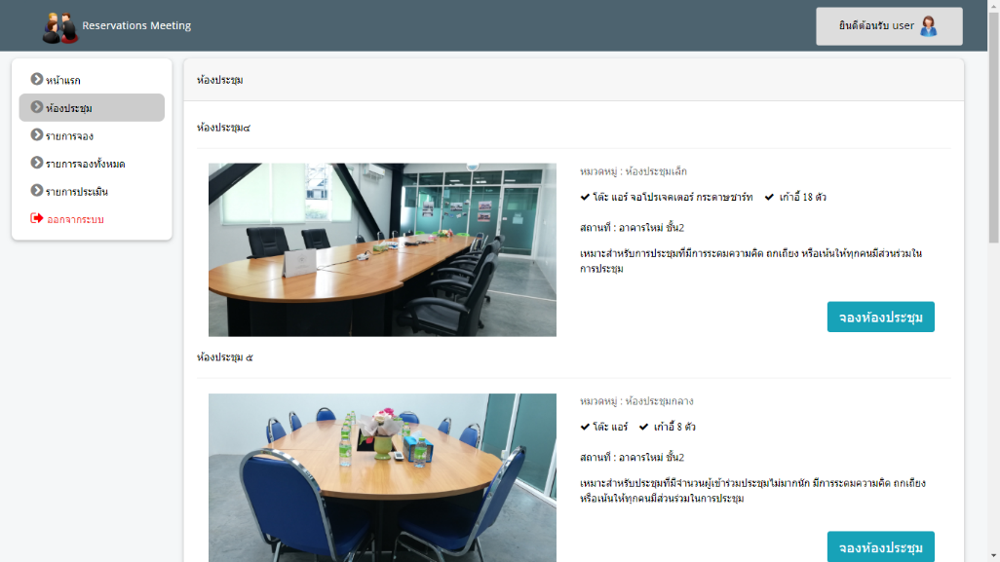 Reservations Meeting
ยินดีต้อนรับ user
หน้าแรก
ห้องประชุม
รายการจอง
รายการจองทั้งหมด
รายการประเมิน
ออกจากระบบ
ห้องประชุม
ห้องประชุม๔
หมวดหมู่ : ห้องประชุมเล็ก
โต๊ะ แอร์ จอโปรเจคเตอร์ กระดาษชาร์ท เก้าอี้ 18 ตัว
สถานที่ : อาคารใหม่ ชั้น2
เหมาะสำหรับการประชุมที่มีการระดมความคิด ถกเถียง หรือเน้นให้ทุกคนมีส่วนร่วมใน
การประชุม
จองห้องประชุม
ห้องประชุม ๕
หมวดหมู่ : ห้องประชุมกลาง
โต๊ะ แอร์ เก้าอี้ 8 ตัว
สถานที่ : อาคารใหม่ ชั้น2
เหมาะสำหรับประชุมที่มีจำนวนผู้เข้าร่วมประชุมไม่มากนัก มีการระดมความคิด ถกเถียง
หรือเน้นให้ทุกคนมีส่วนร่วมในการประชุม
จองห้องประชุม